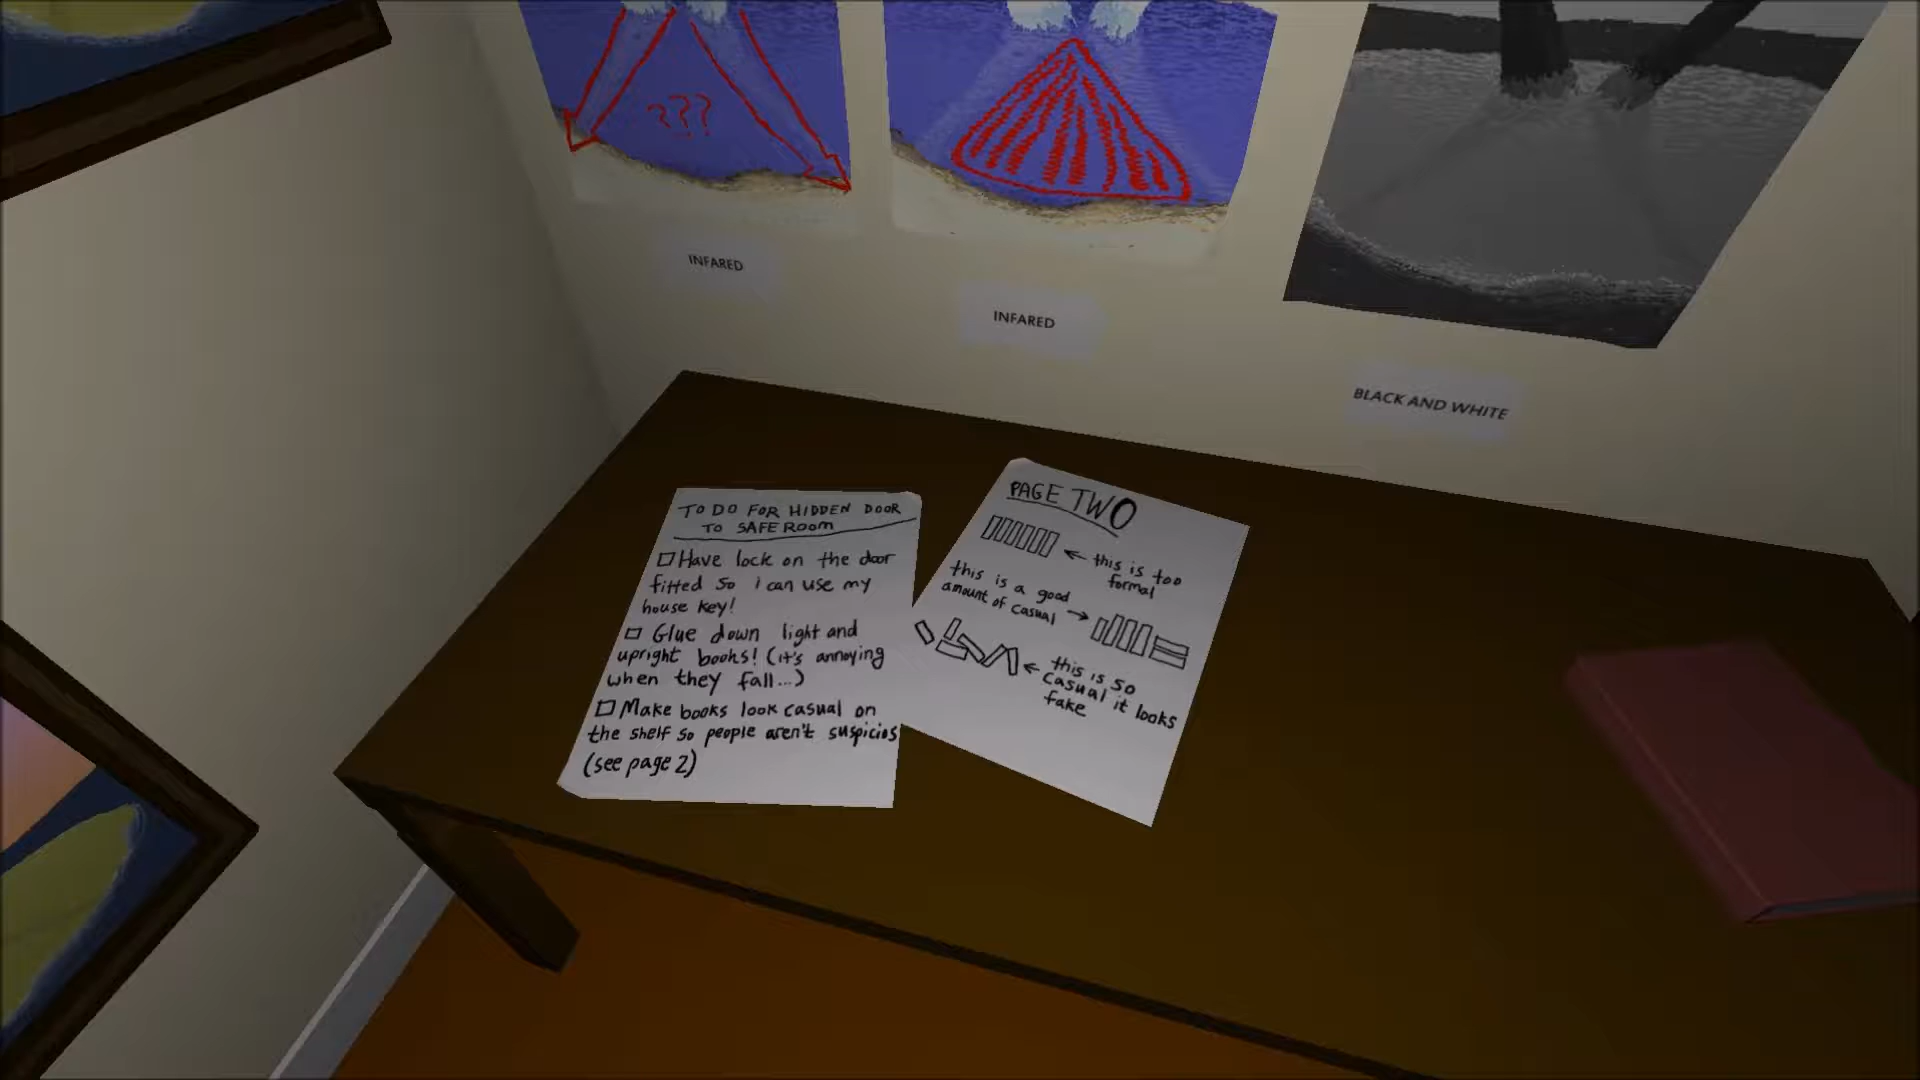 ???
INFARED
INFARED
BLACK AND WHITE
TO DO FOR HIDDEN DOOR
TO SAFE ROOM
Have lock on the door
fitted so i can use my
house key!
Glue down light and
upright books! (it's annoying
when they fall...)
Make books look casual on
the shelf so people aren't suspicios
(see page 2)
PAGE TWO
this is too
formal
this is a good
amount of casual
this is so
casual it looks
fake